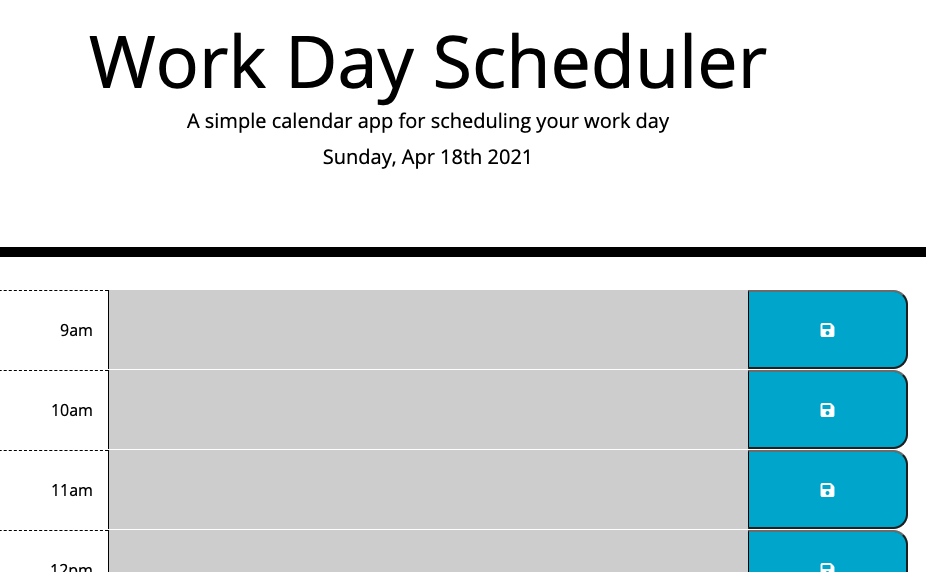 Work Day Scheduler
A simple calendar app for scheduling your work day
Sunday, Apr 18th 2021
9am
10am
11am
12pm